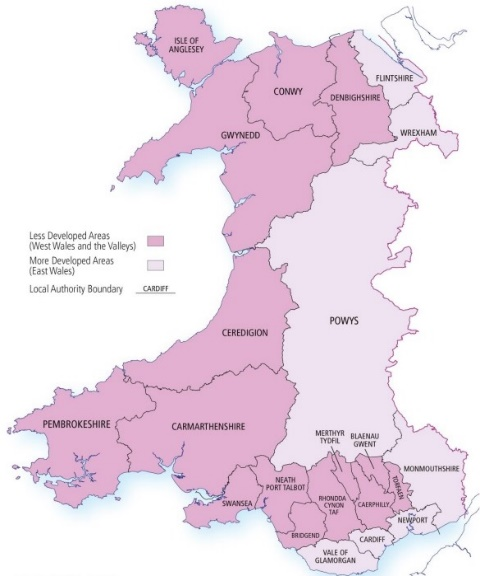 ISLE OF
ANGLESEY
FLINTSHIRE
CONWY
DENBIGHSHIRE
WREXHAM
GWYNEDD
Less Developed Areas
(West Wales and the Valleys)
More Developed Areas
(East Wales)
Local Authority Boundary CARDIFF
POWYS
CEREDIGION
PEMBROKESHIRE
CARMARTHENSHIRE
MERTHYR
TYDFIL
BLAENAU
GWENT
MONMOUTHSHIRE
NEATH
PORT TALBOT
SWANSEA
RHONDDA
CYNON
TAF
CAERPHILLY
TORFAEN
NEWPORT
BRIDGEND
CARDIFF
VALE OF
GLAMORGAN